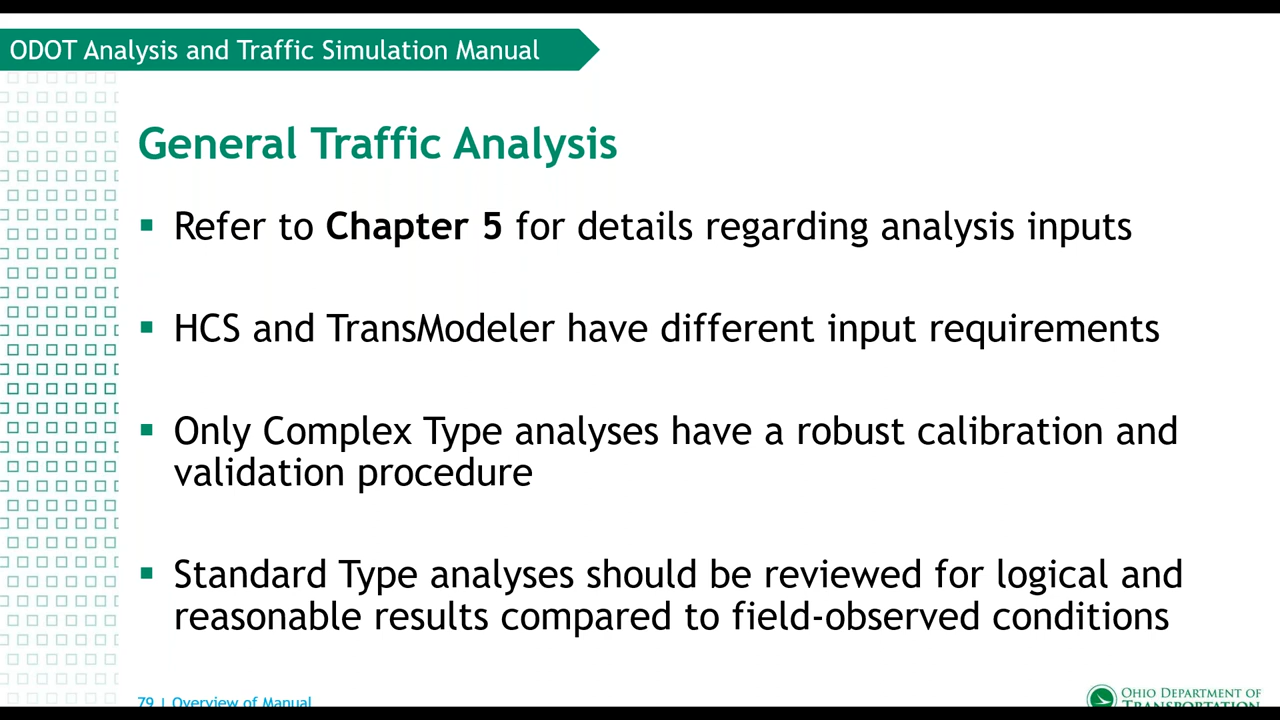 ODOT Analysis and Traffic Simulation Manual
General Traffic Analysis
Refer to Chapter 5 for details regarding analysis inputs
HCS and TransModeler have different input requirements
Only Complex Type analyses have a robust calibration and
validation procedure
Standard Type analyses should be reviewed for logical and
reasonable results compared to field-observed conditions
79 | Overview of Manual
OHIO DEPARTMENT OF
TRANSPORTATION